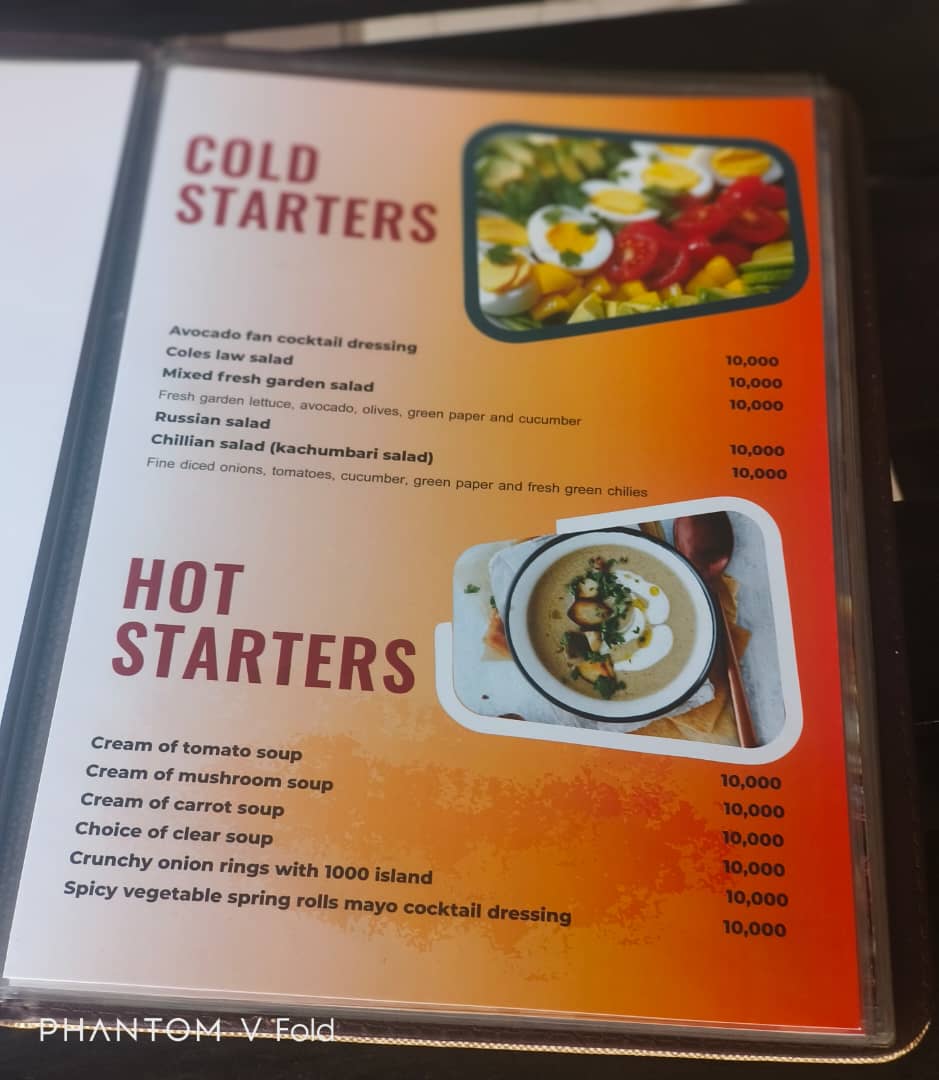 COLD
STARTERS
Avocado fan cocktail dressing 10,000
Coles law salad 10,000
Mixed fresh garden salad 10,000
Fresh garden lettuce, avocado, olives, green paper and cucumber
Russian salad 10,000
Chillian salad (kachumbari salad) 10,000
Fine diced onions, tomatoes, cucumber, green paper and fresh green chilies
HOT
STARTERS
Cream of tomato soup 10,000
Cream of mushroom soup 10,000
Cream of carrot soup 10,000
Choice of clear soup 10,000
Crunchy onion rings with 1000 island 10,000
Spicy vegetable spring rolls mayo cocktail dressing 10,000
PHANTOM V Fold